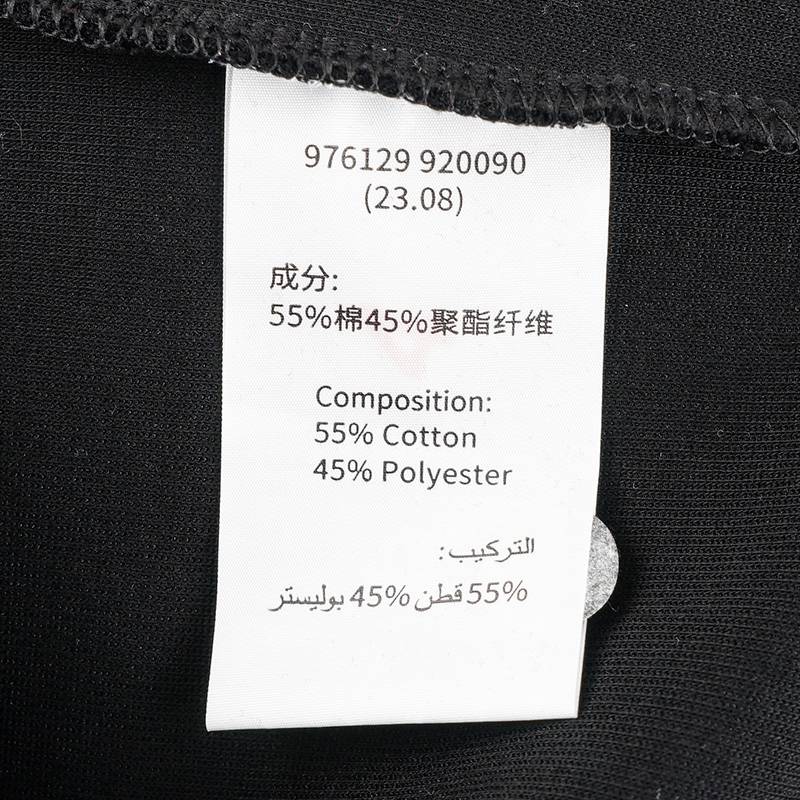 976129 920090
(23.08)
成分:
55%棉45%聚酯纤维
Composition:
55% Cotton
45% Polyester
التركيب:
55% قطن 45% بوليستر